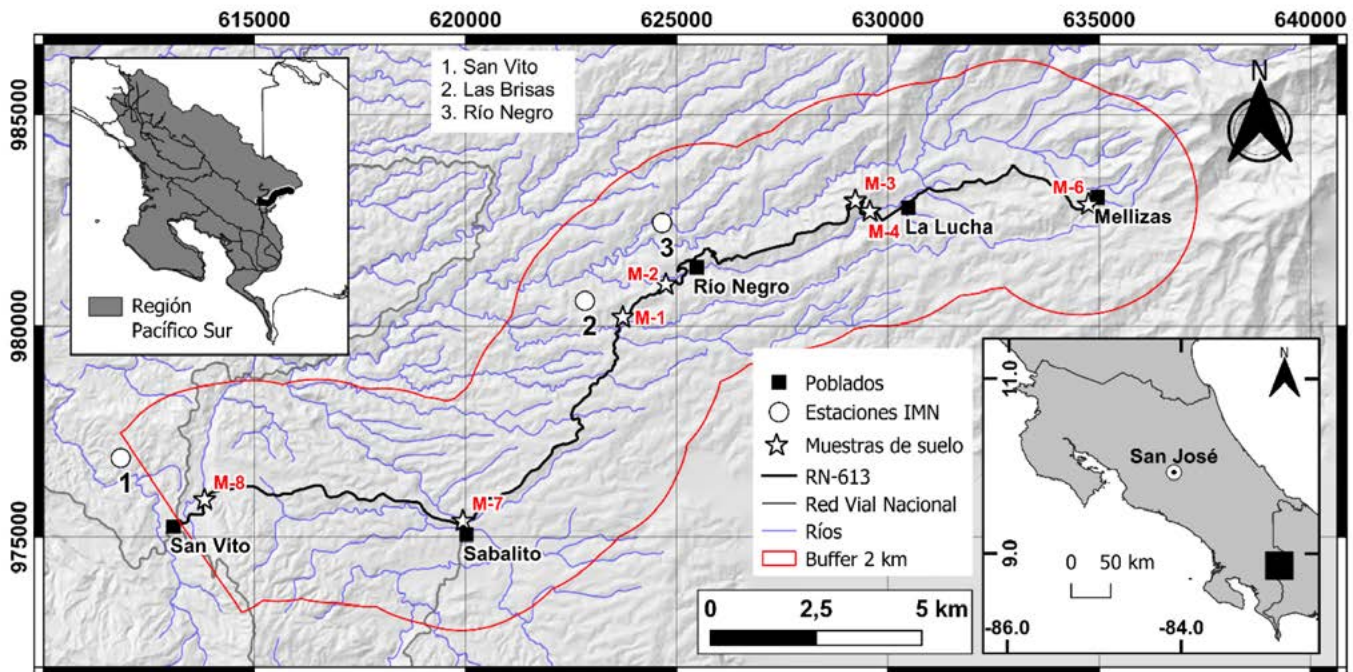 615000
620000
625000
630000
635000
640000
985000
980000
975000
1. San Vito
2. Las Brisas
3. Río Negro
Región
Pacífico Sur
N
M-3
M-6
M-4
La Lucha
Mellizas
3
M-2
Río Negro
2
M-1
1
M-8
San Vito
M-7
Sabalito
Poblados
Estaciones IMN
Muestras de suelo
RN-613
Red Vial Nacional
Ríos
Buffer 2 km
0 2,5 5 km
N
11.0
San José
9.0
0 50 km
-86.0 -84.0